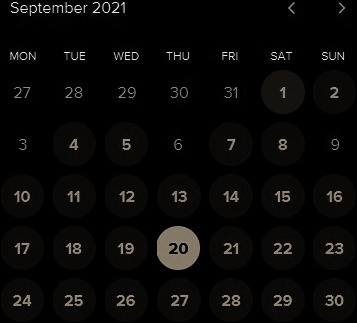 September 2021 < >
MON TUE WED THU FRI SAT SUN
27 28 29 30 31 1 2
3 4 5 6 7 8 9
10 11 12 13 14 15 16
17 18 19 20 21 22 23
24 25 26 27 28 29 30